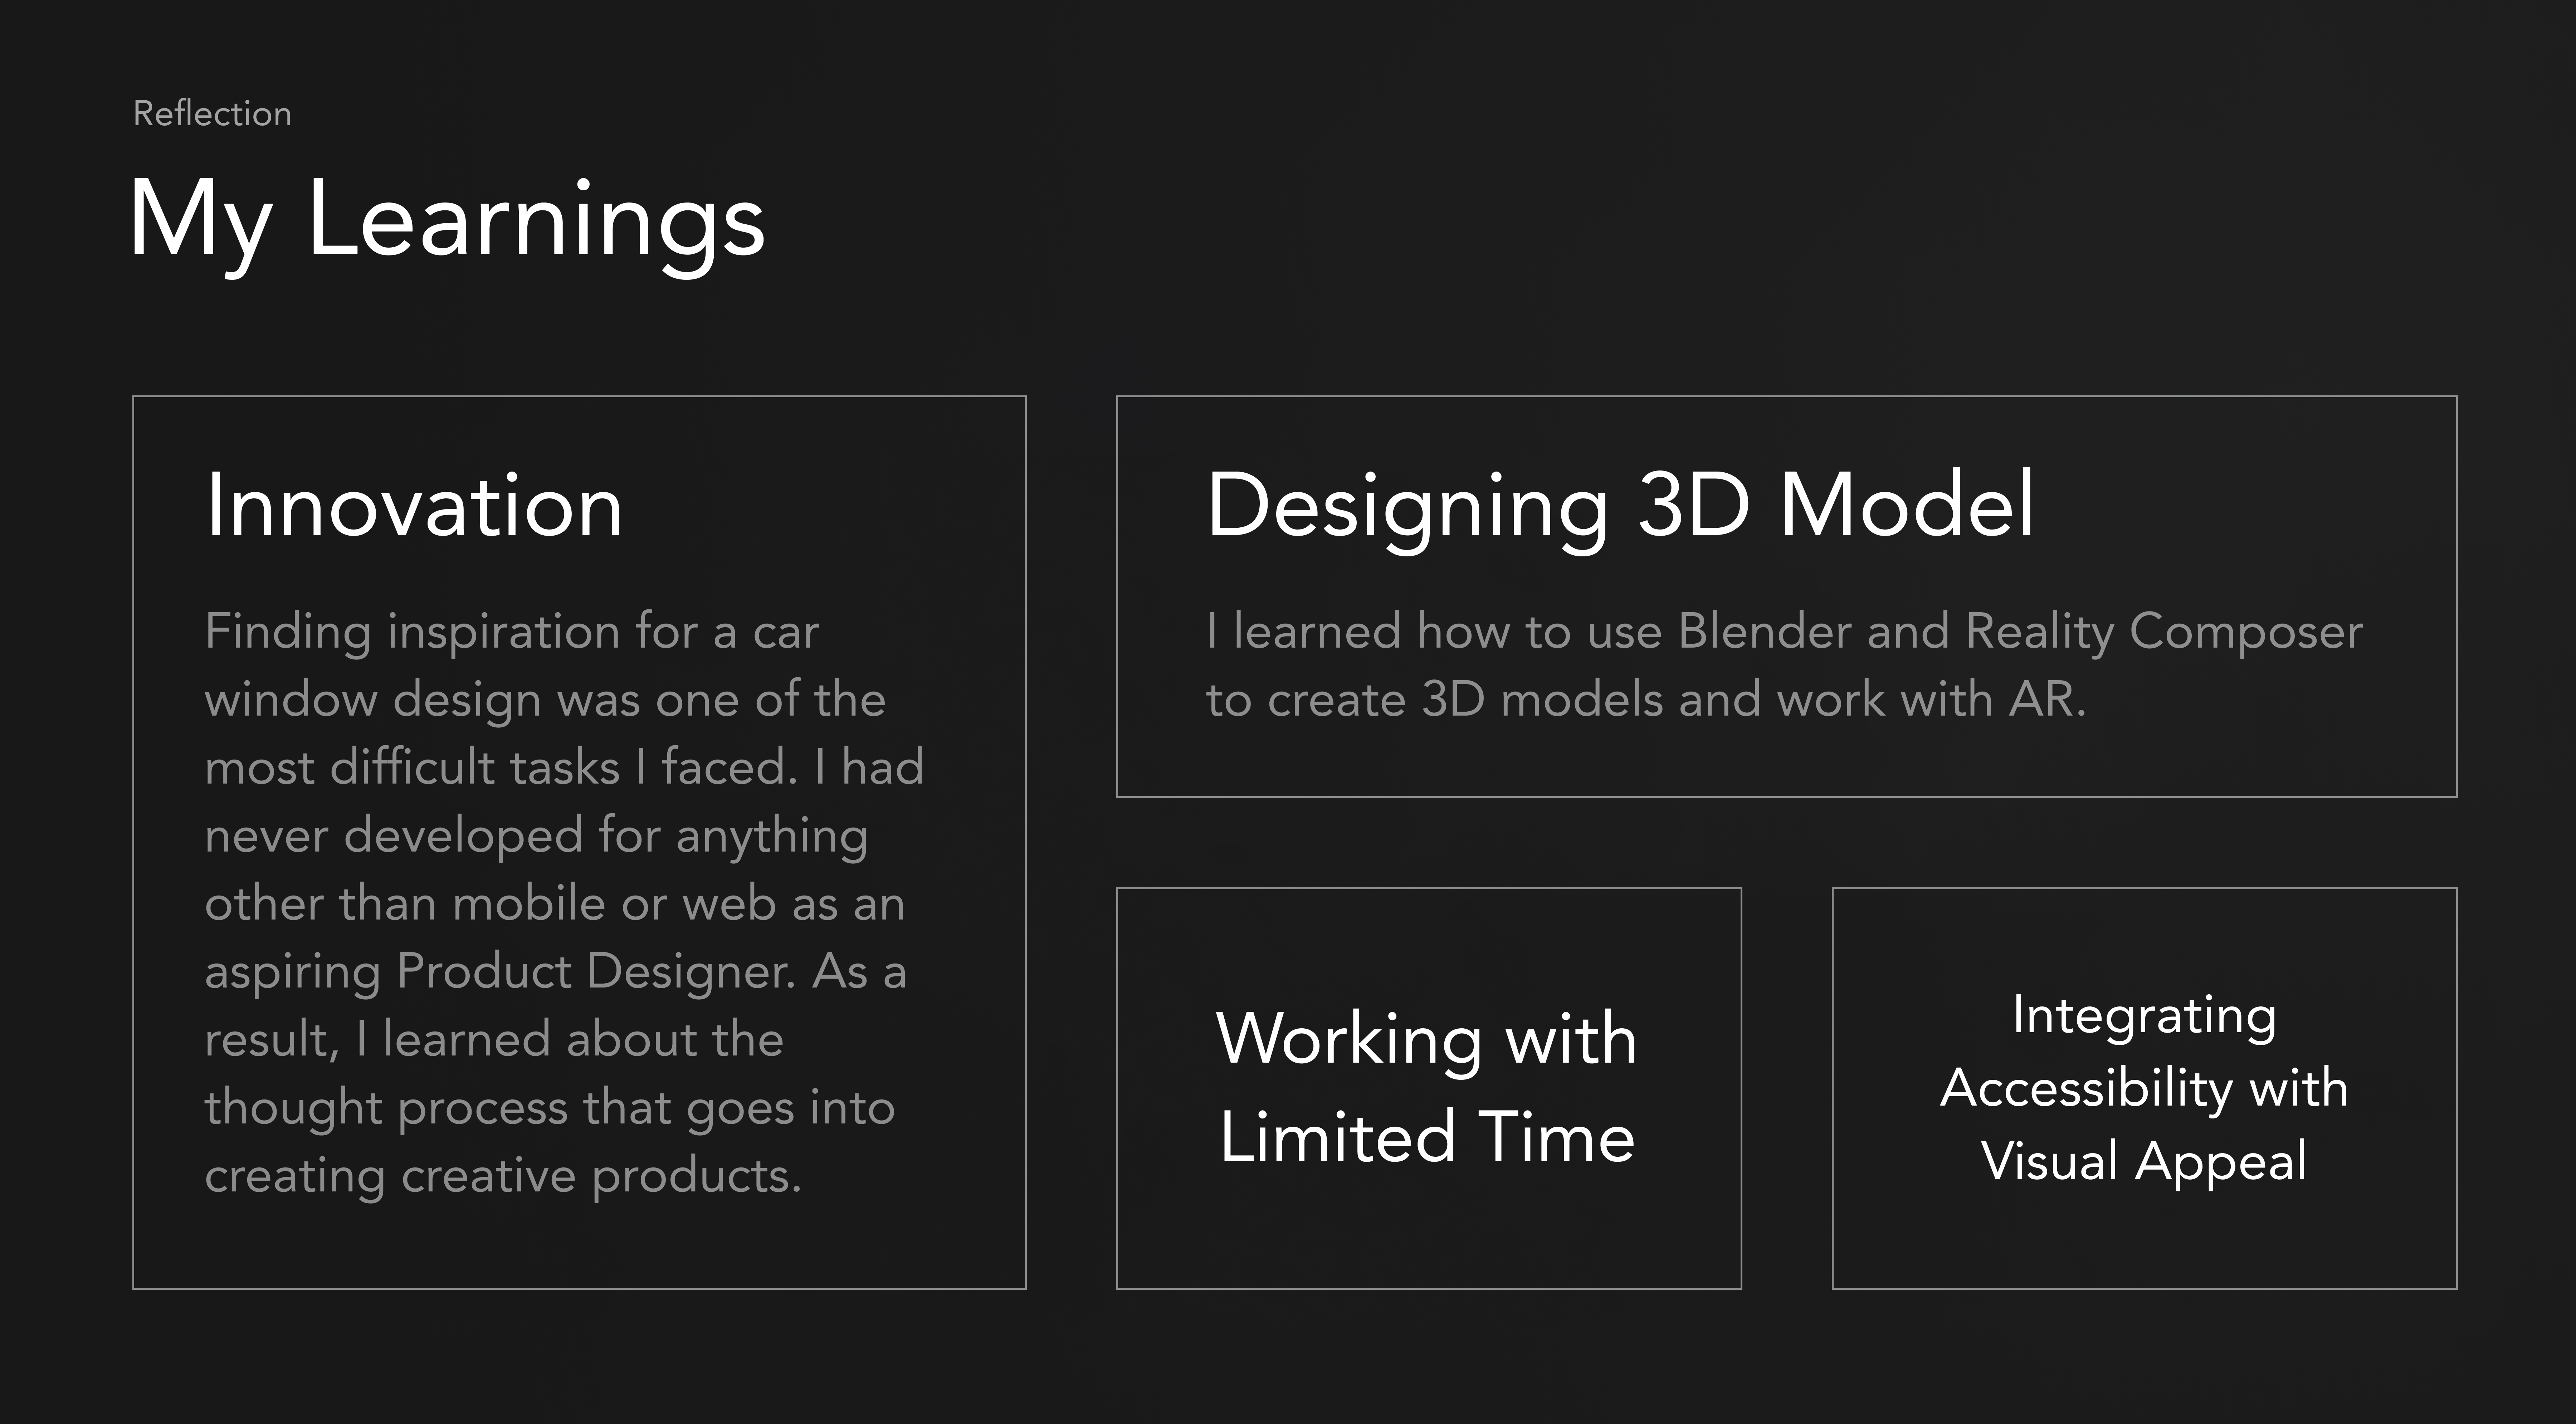 Reflection
My Learnings
Innovation
Finding inspiration for a car
window design was one of the
most difficult tasks I faced. I had
never developed for anything
other than mobile or web as an
aspiring Product Designer. As a
result, I learned about the
thought process that goes into
creating creative products.
Designing 3D Model
I learned how to use Blender and Reality Composer
to create 3D models and work with AR.
Working with
Limited Time
Integrating
Accessibility with
Visual Appeal